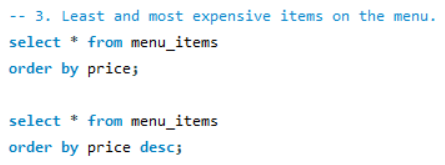 -- 3. Least and most expensive items on the menu.
select * from menu_items
order by price;
select * from menu_items
order by price desc;